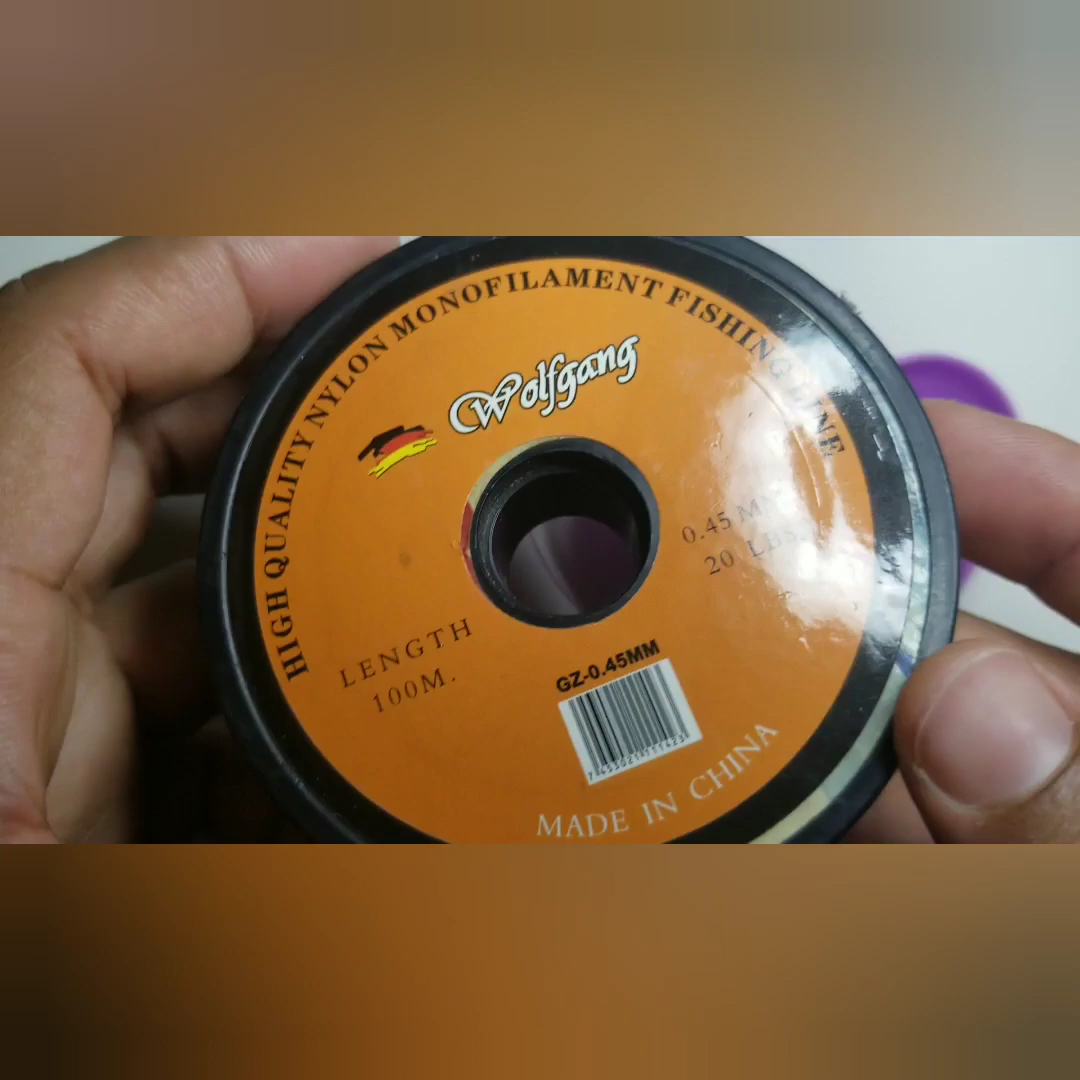 HIGH QUALITY NYLON MONOFILAMENT FISHING LINE
Wolfgang
0.45 MM
20 LBS.
LENGTH
100M.
GZ-0.45MM
MADE IN CHINA